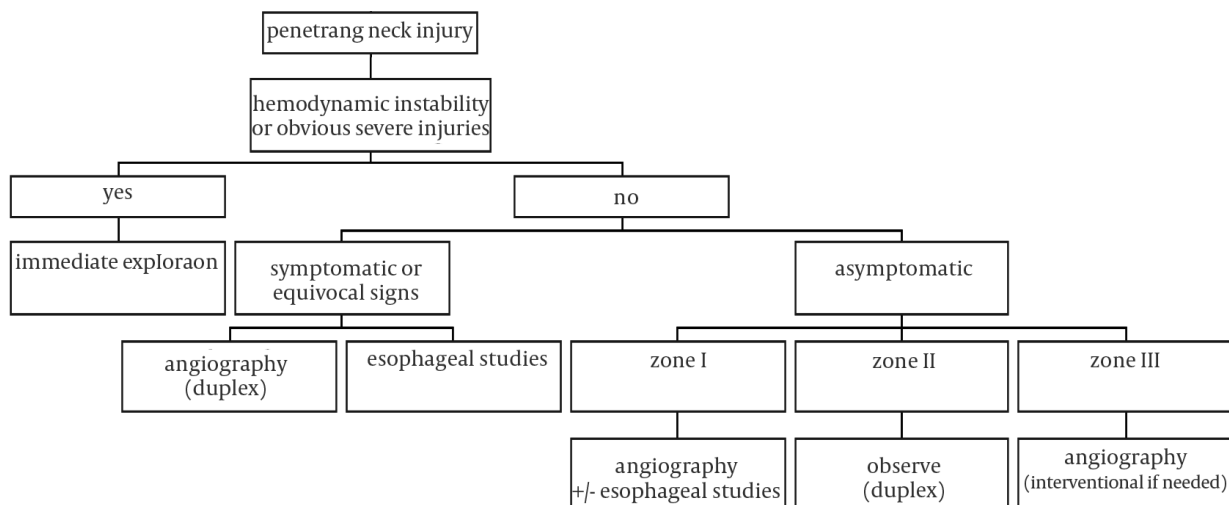 penetrang neck injury
hemodynamic instability
or obvious severe injuries
yes
no
immediate expIoraon
symptomatic or
equivocal signs
asymptomatic
angiography
(duplex)
esophageal studies
zone I
zone II
zone III
angiography
+/- esophageal studies
observe
(duplex)
angiography
(interventional if needed)